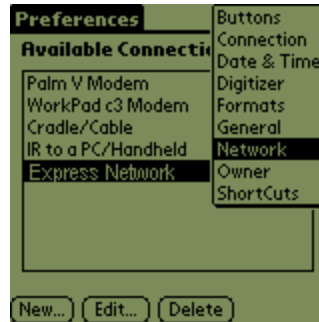 Preferences
Available Connectio
Palm V Modem
WorkPad c3 Modem
Cradle/Cable
IR to a PC/Handheld
Express Network
Buttons
Connection
Date & Time
Digitizer
Formats
General
Network
Owner
ShortCuts
New...
Edit...
Delete